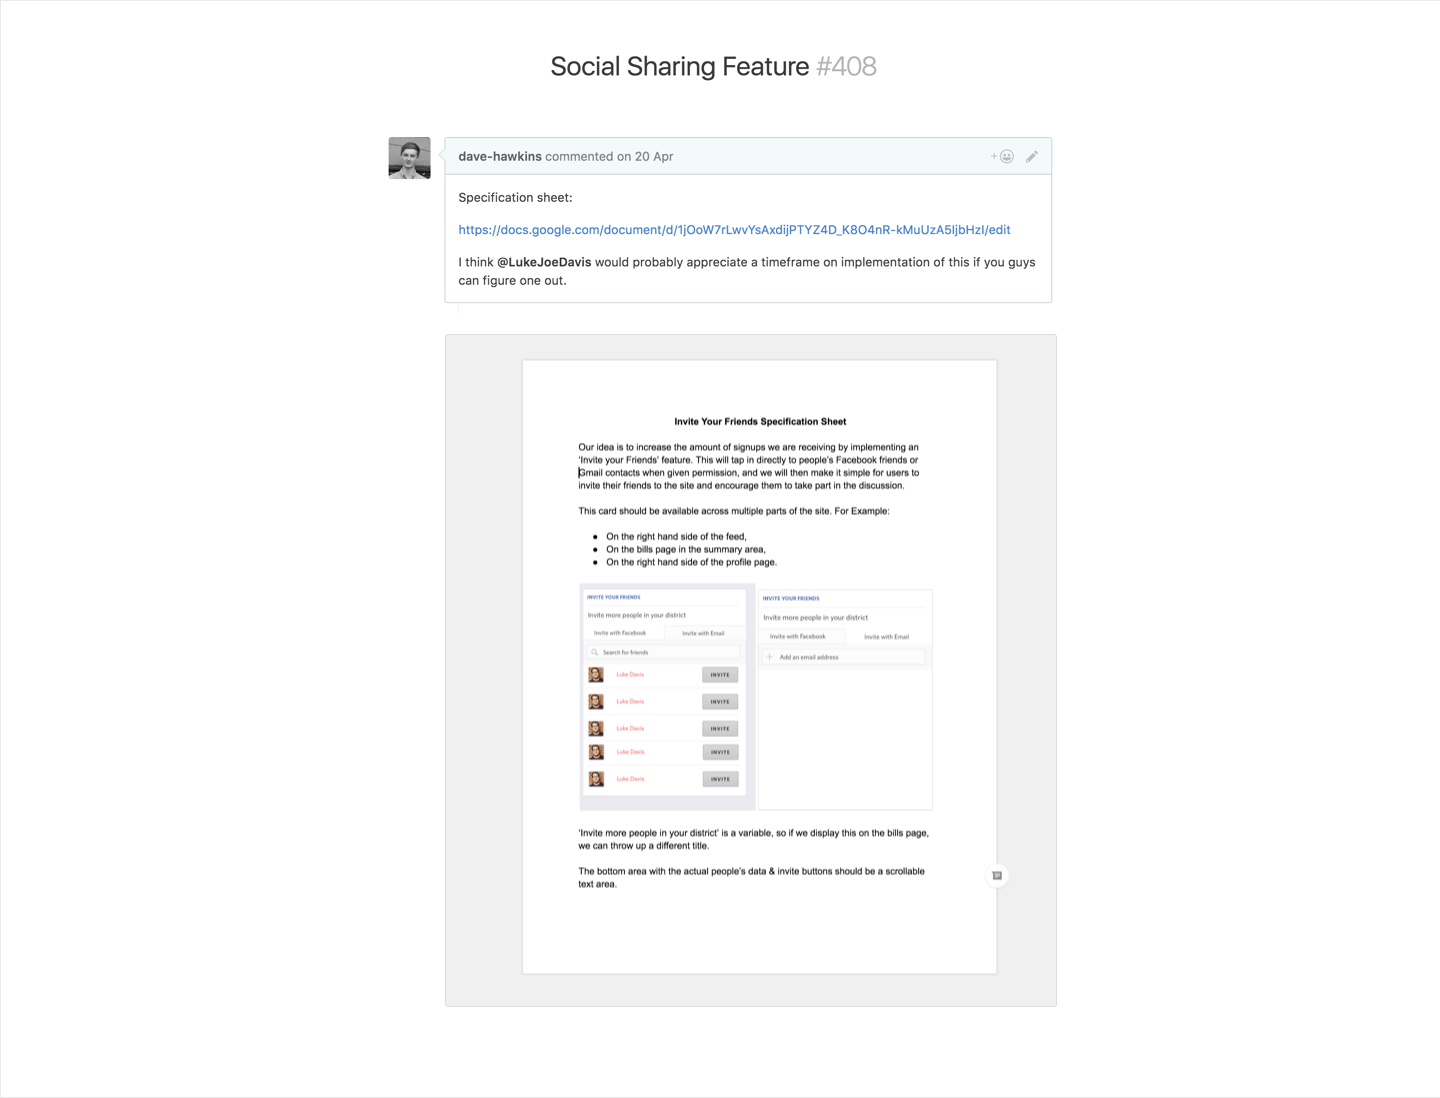 Social Sharing Feature #408
dave-hawkins commented on 20 Apr
Specification sheet:
https://docs.google.com/document/d/1jOoW7rLwvYsAxdijPTYZ4D_K8O4nR-kMuUzA5IjbHzI/edit
I think @LukeJoeDavis would probably appreciate a timeframe on implementation of this if you guys
can figure one out.
Invite Your Friends Specification Sheet
Our idea is to increase the amount of signups we are receiving by implementing an
'Invite your Friends' feature. This will tap in directly to people's Facebook friends or
Gmail contacts when given permission, and we will then make it simple for users to
invite their friends to the site and encourage them to take part in the discussion.
This card should be available across multiple parts of the site. For Example:
● On the right hand side of the feed,
● On the bills page in the summary area,
● On the right hand side of the profile page.
INVITE YOUR FRIENDS
Invite more people in your district
Invite with Facebook Invite with Email
Search for friends
Luke Davis INVITE
Luke Davis INVITE
Luke Davis INVITE
Luke Davis INVITE
Luke Davis INVITE
INVITE YOUR FRIENDS
Invite more people in your district
Invite with Facebook Invite with Email
+ Add an email address
'Invite more people in your district' is a variable, so if we display this on the bills page,
we can throw up a different title.
The bottom area with the actual people's data & invite buttons should be a scrollable
text area.